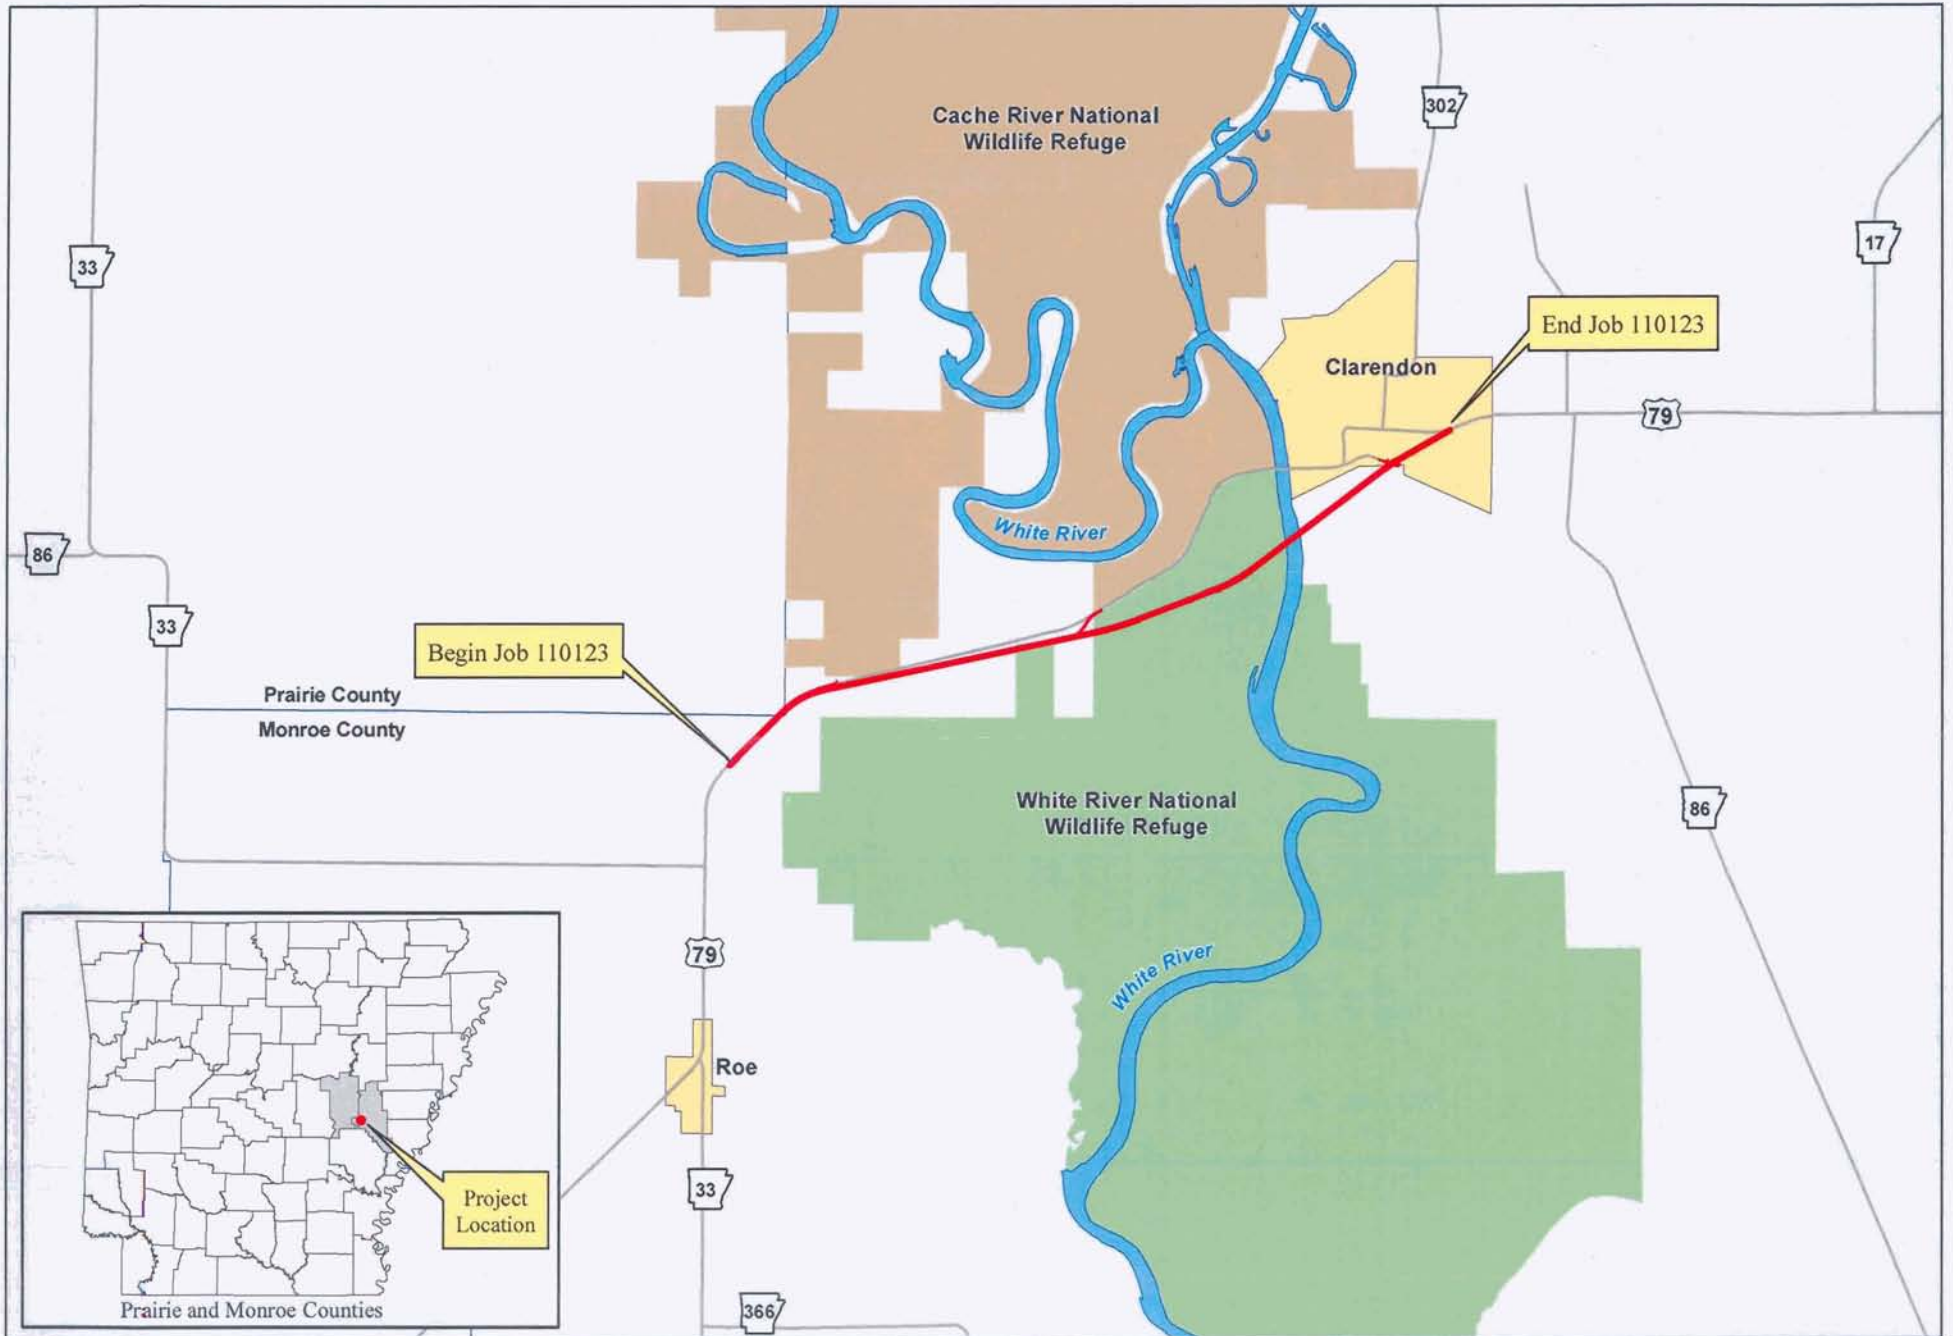 Cache River National
Wildlife Refuge
302
33
17
End Job 110123
Clarendon
79
White River
86
33
Begin Job 110123
Prairie County
Monroe County
White River National
Wildlife Refuge
86
79
White River
Roe
33
Project
Location
366
Prairie and Monroe Counties